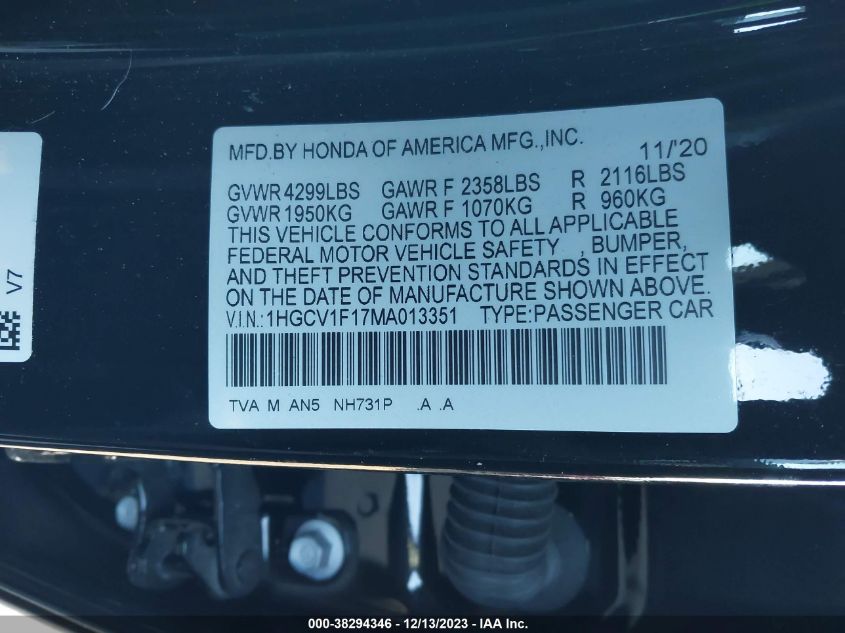 MFD.BY HONDA OF AMERICA MFG.,INC. 11/'20
GVWR 4299LBS GAWR F 2358LBS R 2116LBS
GVWR 1950KG GAWR F 1070KG R 960KG
THIS VEHICLE CONFORMS TO ALL APPLICABLE
FEDERAL MOTOR VEHICLE SAFETY , BUMPER,
AND THEFT PREVENTION STANDARDS IN EFFECT
ON THE DATE OF MANUFACTURE SHOWN ABOVE.
V.I.N.:1HGCV1F17MA013351 TYPE:PASSENGER CAR
TVA M AN5 NH731P .A .A
V7
000-38294346 - 12/13/2023 - IAA Inc.